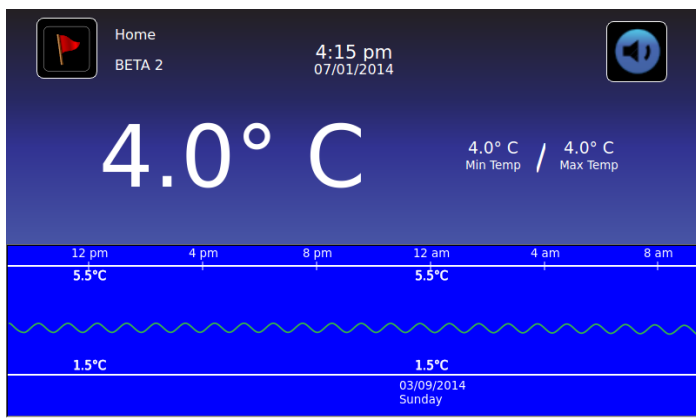 Home
BETA 2
4:15 pm
07/01/2014
4.0° C
4.0° C / 4.0° C
Min Temp Max Temp
12 pm 4 pm 8 pm 12 am 4 am 8 am
5.5°C 5.5°C
1.5°C 1.5°C
03/09/2014
Sunday